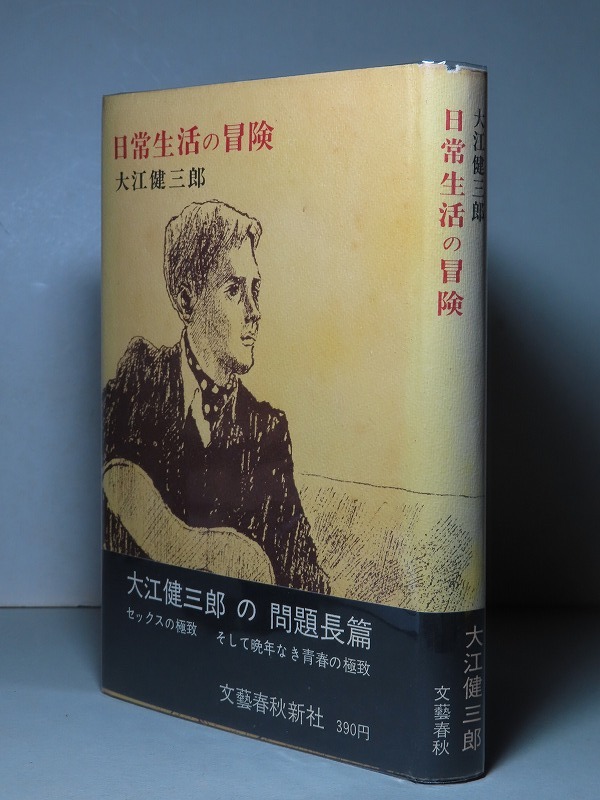 日常生活の冒険
大江健三郎
大江健三郎 の 問題長篇
セックスの極致　そして晩年なき青春の極致
文藝春秋新社 390円
大江健三郎
日常生活の冒険
大江健三郎
文藝春秋